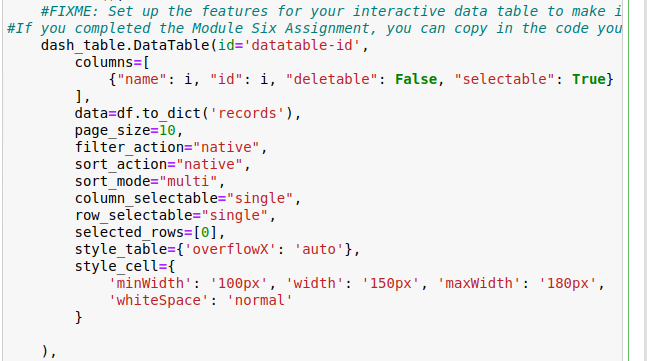 #FIXME: Set up the features for your interactive data table to make i
#If you completed the Module Six Assignment, you can copy in the code you
dash_table.DataTable(id='datatable-id',
columns=[
{"name": i, "id": i, "deletable": False, "selectable": True}
],
data=df.to_dict('records'),
page_size=10,
filter_action="native",
sort_action="native",
sort_mode="multi",
column_selectable="single",
row_selectable="single",
selected_rows=[0],
style_table={'overflowX': 'auto'},
style_cell={
'minWidth': '100px', 'width': '150px', 'maxWidth': '180px',
'whiteSpace': 'normal'
}
),